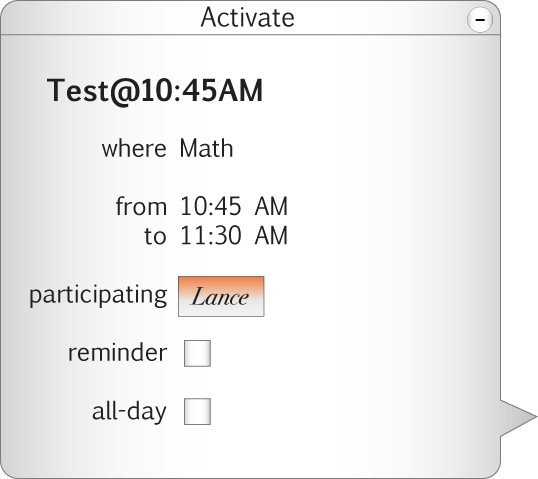 Activate
Test@10:45AM
where Math
from 10:45 AM
to 11:30 AM
participating Lance
reminder
all-day